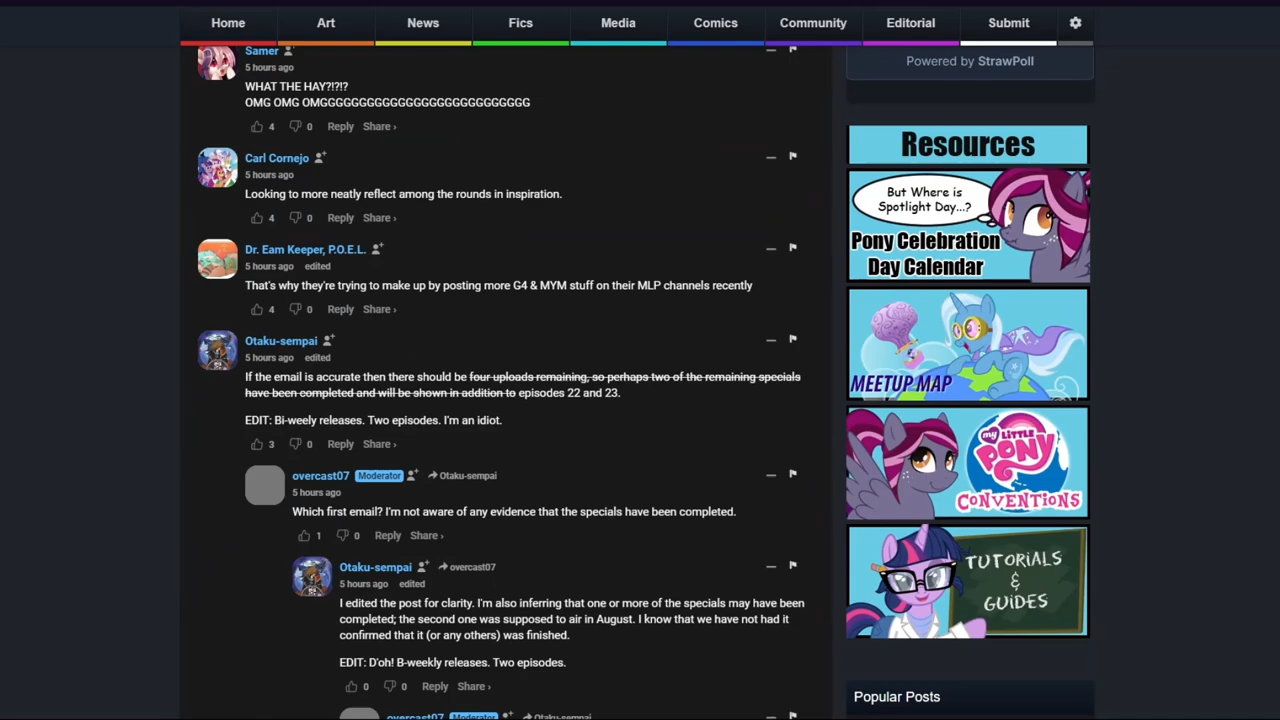 Home Art News Fics Media Comics Community Editorial Submit
Samer
5 hours ago
WHAT THE HAY?!?!?
OMG OMG OMGGGGGGGGGGGGGGGGGGGGGGGGGGG
4 0 Reply Share ›
Carl Cornejo
5 hours ago
Looking to more neatly reflect among the rounds in inspiration.
4 0 Reply Share ›
Dr. Eam Keeper, P.O.E.L.
5 hours ago edited
That's why they're trying to make up by posting more G4 & MYM stuff on their MLP channels recently
4 0 Reply Share ›
Otaku-sempai
5 hours ago edited
If the email is accurate then there should be four uploads remaining, so perhaps two of the remaining specials
have been completed and will be shown in addition to episodes 22 and 23.
EDIT: Bi-weely releases. Two episodes. I'm an idiot.
3 0 Reply Share ›
overcast07 Moderator Otaku-sempai
5 hours ago
Which first email? I'm not aware of any evidence that the specials have been completed.
1 0 Reply Share ›
Otaku-sempai overcast07
5 hours ago edited
I edited the post for clarity. I'm also inferring that one or more of the specials may have been
completed; the second one was supposed to air in August. I know that we have not had it
confirmed that it (or any others) was finished.
EDIT: D'oh! B-weekly releases. Two episodes.
0 0 Reply Share ›
overcast07 Moderator Otaku-sempai
Powered by StrawPoll
Resources
But Where is
Spotlight Day...?
Pony Celebration
Day Calendar
MEETUP MAP
my LITTLE
PONY
CONVENTIONS
TUTORIALS
&
GUIDES
Popular Posts